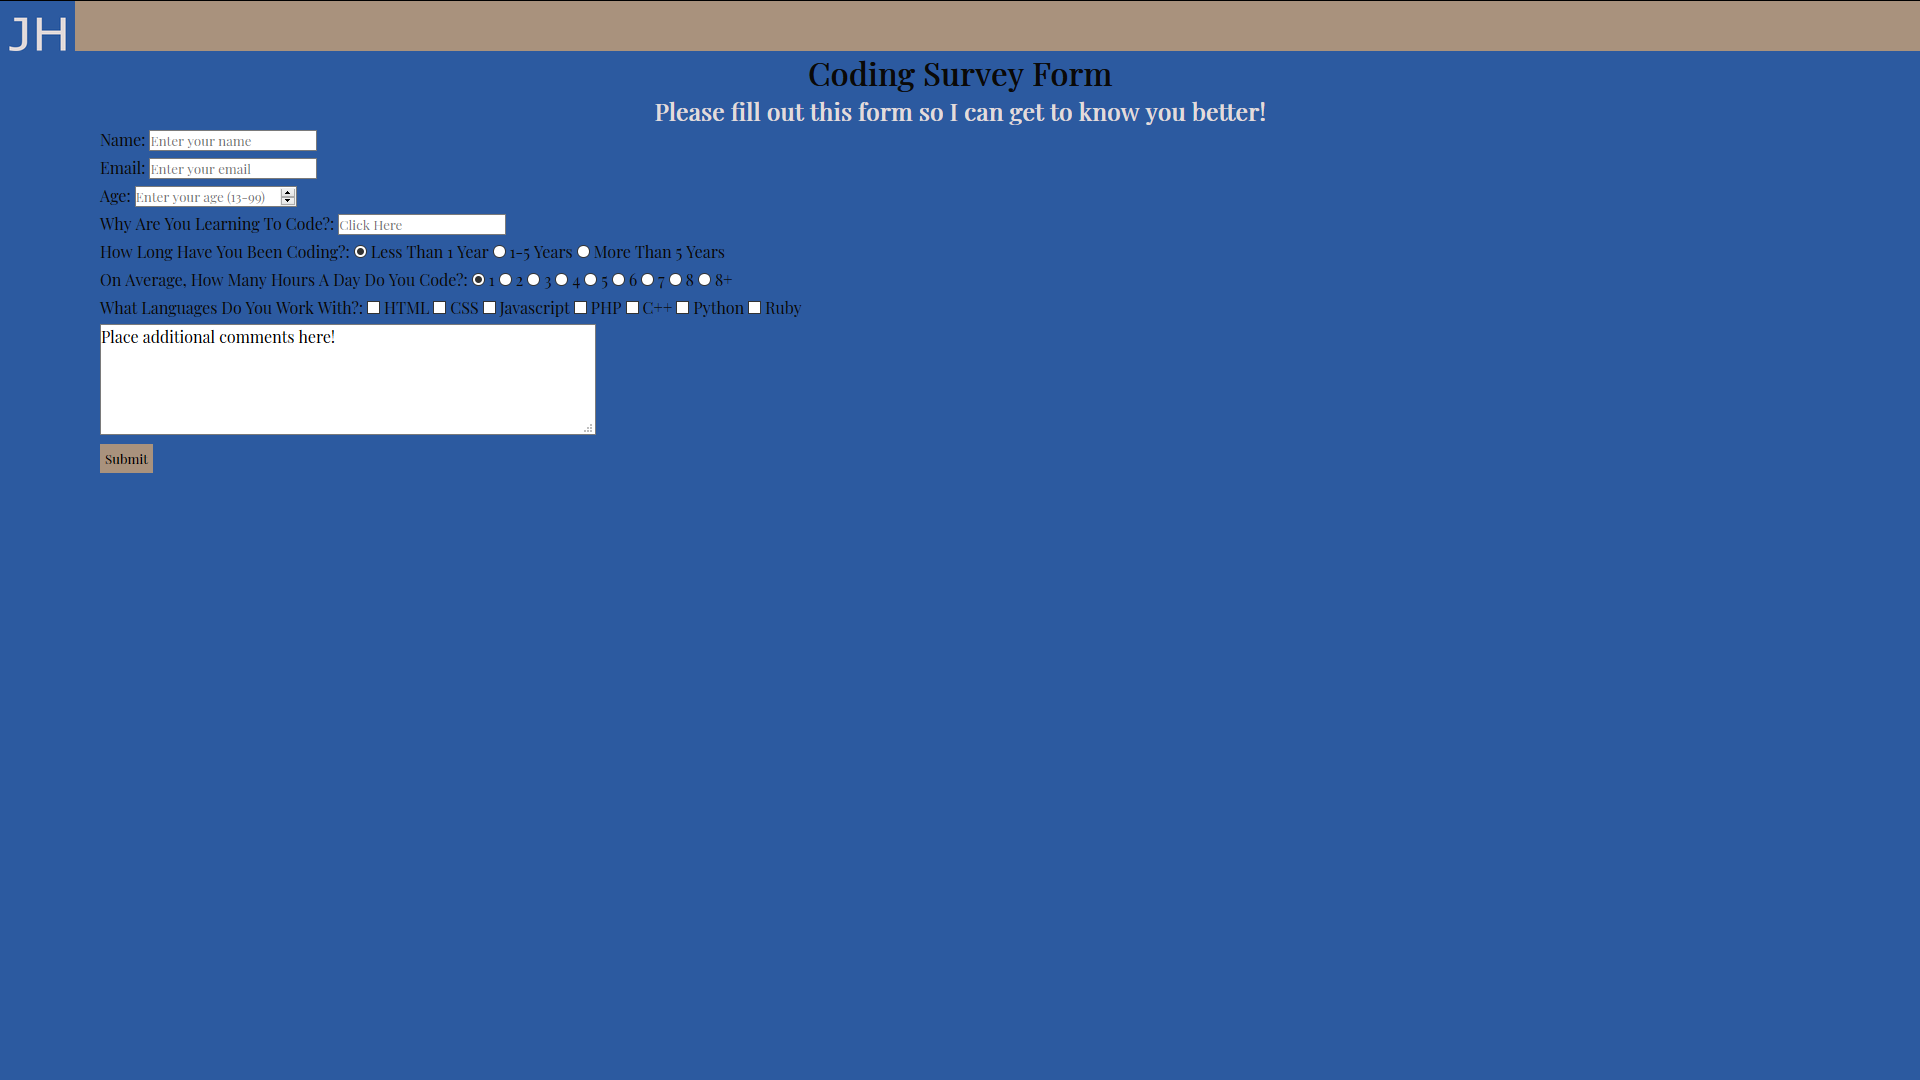 JH
Coding Survey Form
Please fill out this form so I can get to know you better!
Name: Enter your name
Email: Enter your email
Age: Enter your age (13-99)
Why Are You Learning To Code?: Click Here
How Long Have You Been Coding?: Less Than 1 Year 1-5 Years More Than 5 Years
On Average, How Many Hours A Day Do You Code?: 1 2 3 4 5 6 7 8 8+
What Languages Do You Work With?: HTML CSS Javascript PHP C++ Python Ruby
Place additional comments here!
Submit